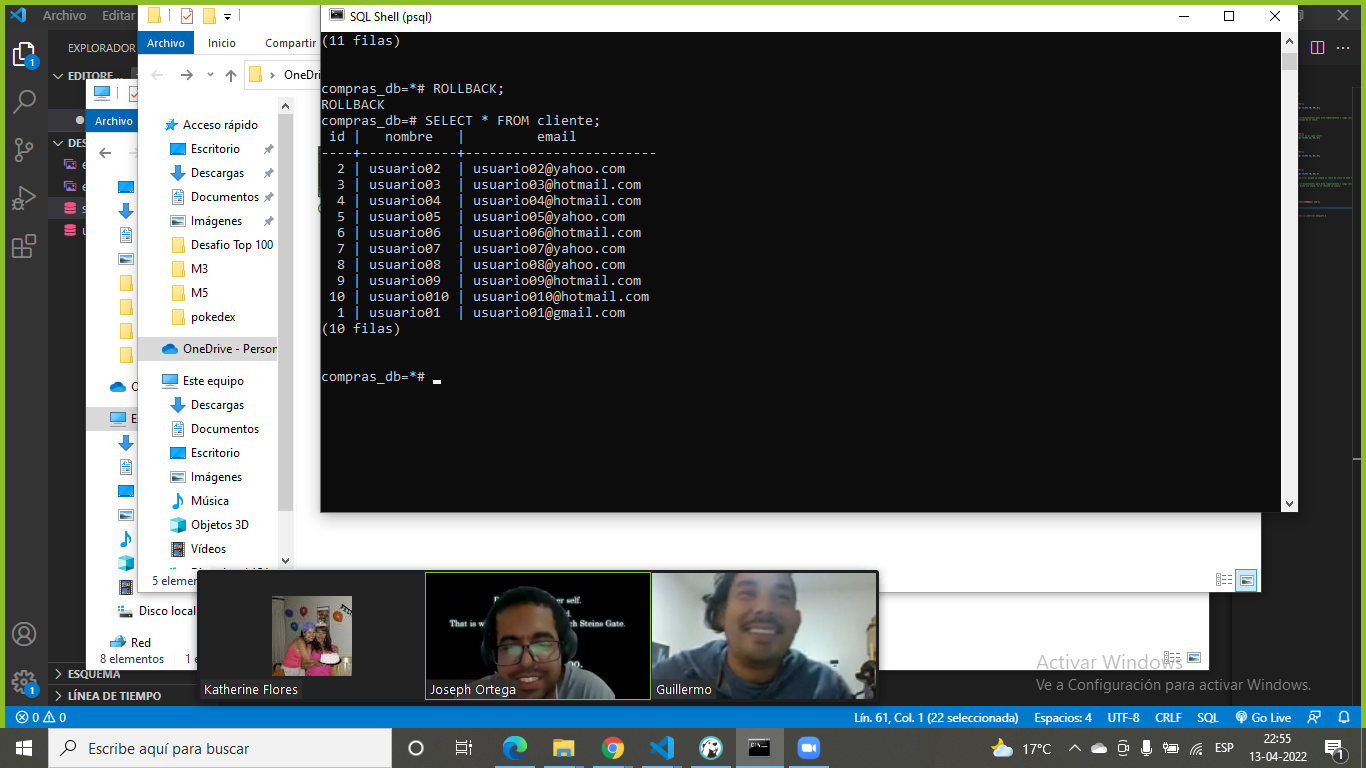 Archivo Editar
SQL Shell (psql)
EXPLORADOR
Archivo Inicio Compartir
EDITORE...
OneDri
Archivo
1
(11 filas)
compras_db=*# ROLLBACK;
ROLLBACK
compras_db=# SELECT * FROM cliente;
id | nombre | email
----+------------+------------------------
2 | usuario02 | usuario02@yahoo.com
3 | usuario03 | usuario03@hotmail.com
4 | usuario04 | usuario04@hotmail.com
5 | usuario05 | usuario05@yahoo.com
6 | usuario06 | usuario06@hotmail.com
7 | usuario07 | usuario07@yahoo.com
8 | usuario08 | usuario08@yahoo.com
9 | usuario09 | usuario09@hotmail.com
10 | usuario010 | usuario010@hotmail.com
1 | usuario01 | usuario01@gmail.com
(10 filas)
compras_db=*#
Acceso rápido
Escritorio
Descargas
Documentos
Imágenes
Desafio Top 100
M3
M5
pokedex
OneDrive - Person
Este equipo
Descargas
Documentos
Escritorio
Imágenes
Música
Objetos 3D
Vídeos
5 element
Disco local
Red
8 elementos
ESQUEMA
LÍNEA DE TIEMPO
self.
That is w
ch Steins Gate.
Katherine Flores
Joseph Ortega
Guillermo
Activar Windows
Ve a Configuración para activar Windows.
1
0 0
Lín. 61, Col. 1 (22 seleccionada) Espacios: 4 UTF-8 CRLF SQL Go Live
Escribe aquí para buscar
17°C
ESP
22:55
13-04-2022
1